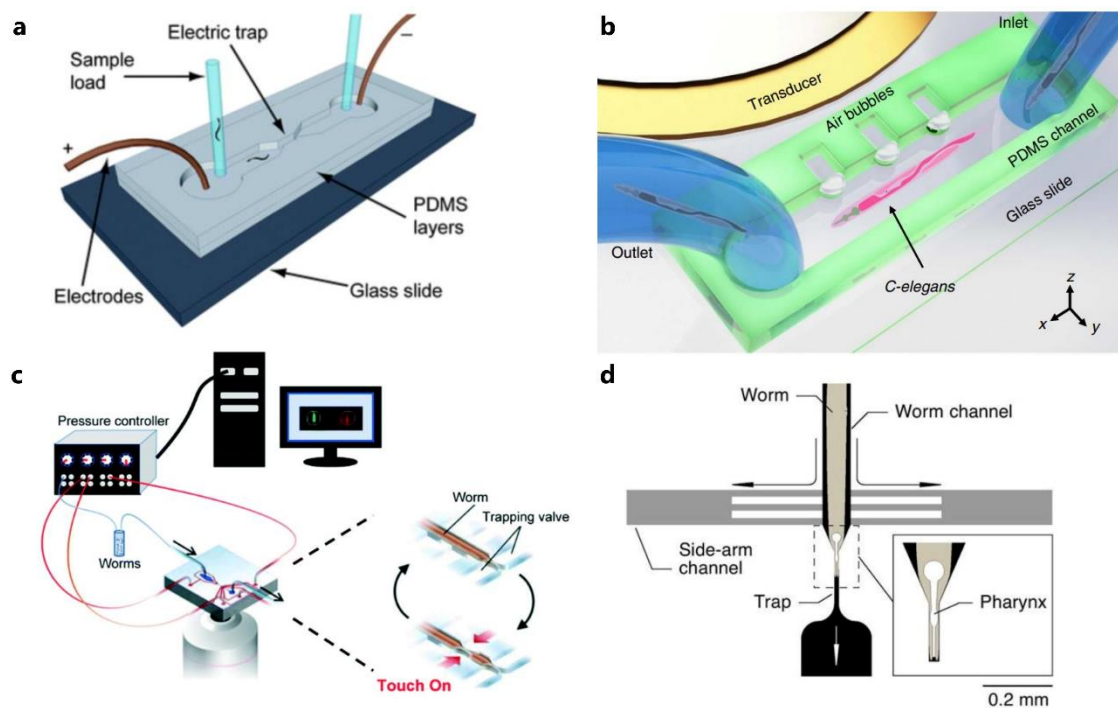 a
Electric trap
Sample
load
–
+
PDMS
layers
Electrodes
Glass slide
b
Inlet
Transducer
Air bubbles
PDMS channel
Glass slide
Outlet
C-elegans
z
x
y
c
Pressure controller
Worms
Worm
Trapping valve
Touch On
d
Worm
Worm channel
Side-arm
channel
Trap
Pharynx
0.2 mm